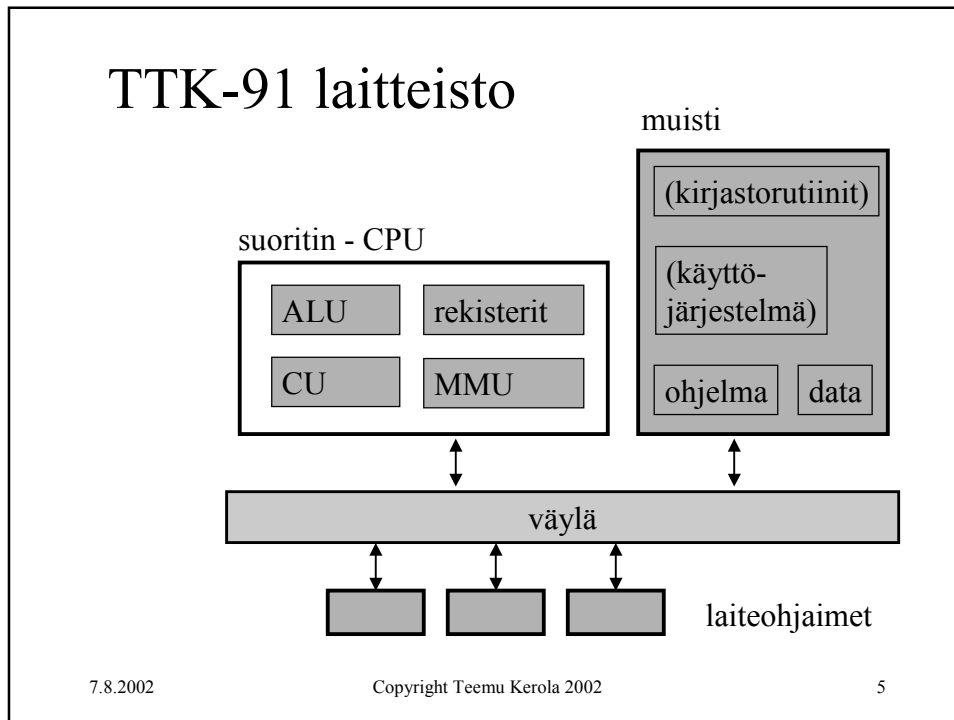 TTK-91 laitteisto
muisti
(kirjastorutiinit)
(käyttö-
järjestelmä)
ohjelma
data
suoritin - CPU
ALU
rekisterit
CU
MMU
väylä
laiteohjaimet
7.8.2002
Copyright Teemu Kerola 2002
5